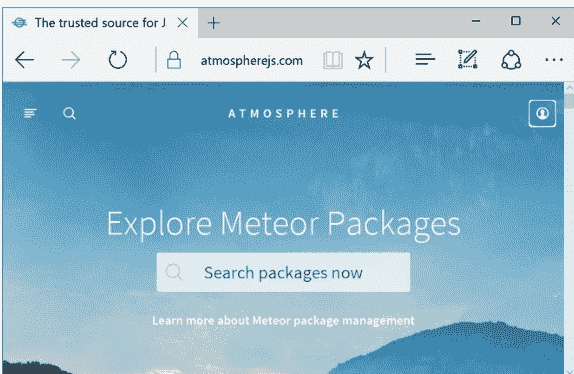 The trusted source for J
atmospherejs.com
ATMOSPHERE
Explore Meteor Packages
Search packages now
Learn more about Meteor package management